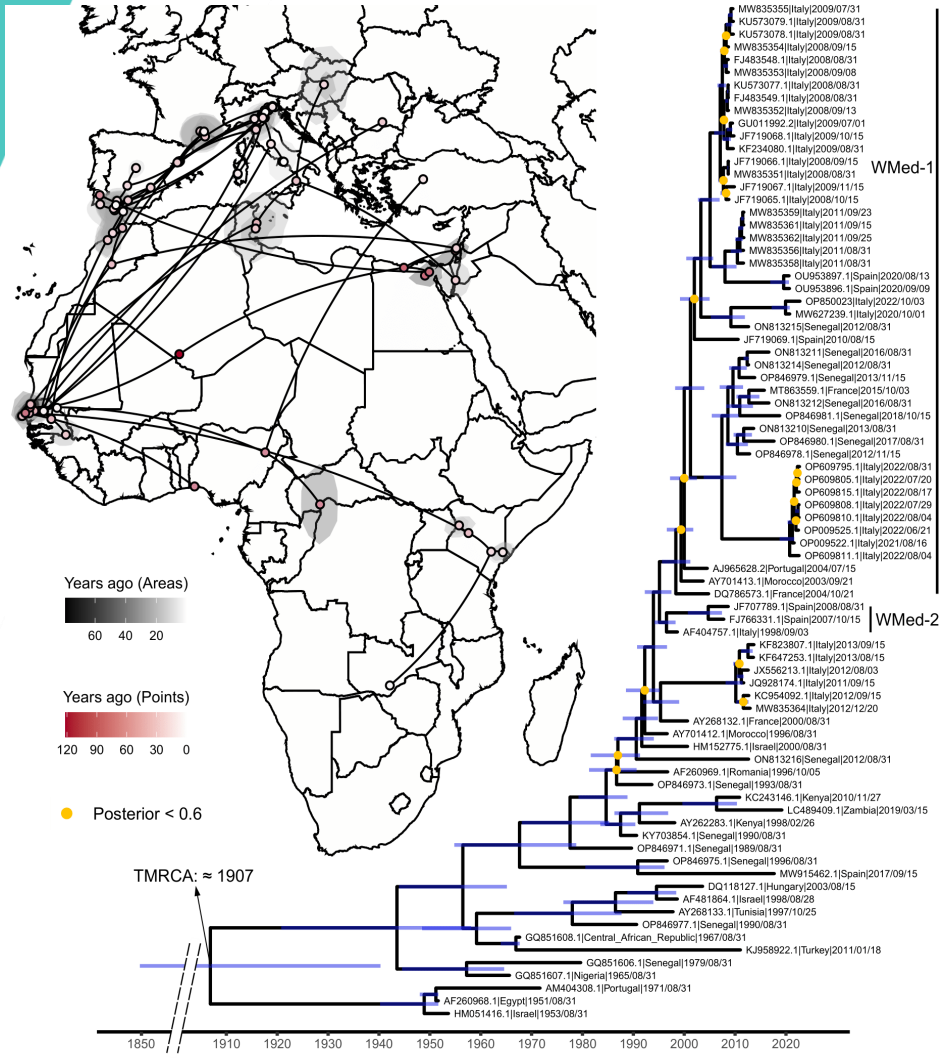 MW835355|Italy|2009/07/31
KU573079.1|Italy|2009/08/31
KU573078.1|Italy|2009/08/31
MW835354|Italy|2008/09/15
FJ483548.1|Italy|2008/08/31
MW835353|Italy|2008/09/08
KU573077.1|Italy|2008/08/31
FJ483549.1|Italy|2008/08/31
MW835352|Italy|2008/09/13
GU011992.2|Italy|2009/07/01
JF719068.1|Italy|2009/10/15
KF234080.1|Italy|2009/08/31
JF719066.1|Italy|2008/09/15
MW835351|Italy|2008/08/31
JF719067.1|Italy|2009/11/15
JF719065.1|Italy|2008/10/15
MW835359|Italy|2011/09/23
MW835361|Italy|2011/09/15
MW835362|Italy|2011/09/25
MW835356|Italy|2011/08/31
MW835358|Italy|2011/08/31
OU953897.1|Spain|2020/08/13
OU953896.1|Spain|2020/09/09
OP850023|Italy|2022/10/03
MW627239.1|Italy|2020/10/01
ON813215|Senegal|2012/08/31
JF719069.1|Spain|2010/08/15
ON813211|Senegal|2016/08/31
ON813214|Senegal|2012/08/31
OP846979.1|Senegal|2013/11/15
MT863559.1|France|2015/10/03
ON813212|Senegal|2016/08/31
OP846981.1|Senegal|2018/10/15
ON813210|Senegal|2013/08/31
OP846980.1|Senegal|2017/08/31
OP846978.1|Senegal|2012/11/15
OP609795.1|Italy|2022/08/31
OP609805.1|Italy|2022/07/20
OP609815.1|Italy|2022/08/17
OP609808.1|Italy|2022/07/29
OP609810.1|Italy|2022/08/04
OP009525.1|Italy|2022/06/21
OP009522.1|Italy|2021/08/16
OP609811.1|Italy|2022/08/04
AJ965628.2|Portugal|2004/07/15
AY701413.1|Morocco|2003/09/21
DQ786573.1|France|2004/10/21
WMed-1
JF707789.1|Spain|2008/08/31
FJ766331.1|Spain|2007/10/15
AF404757.1|Italy|1998/09/03
WMed-2
KF823807.1|Italy|2013/09/15
KF647253.1|Italy|2013/08/15
JX556213.1|Italy|2012/08/03
JQ928174.1|Italy|2011/09/15
KC954092.1|Italy|2012/09/15
MW835364|Italy|2012/12/20
AY268132.1|France|2000/08/31
AY701412.1|Morocco|1996/08/31
HM152775.1|Israel|2000/08/31
ON813216|Senegal|2012/08/31
AF260969.1|Romania|1996/10/05
OP846973.1|Senegal|1993/08/31
KC243146.1|Kenya|2010/11/27
LC489409.1|Zambia|2019/03/15
AY262283.1|Kenya|1998/02/26
KY703854.1|Senegal|1990/08/31
OP846971.1|Senegal|1989/08/31
OP846975.1|Senegal|1996/08/31
MW915462.1|Spain|2017/09/15
DQ118127.1|Hungary|2003/08/15
AF481864.1|Israel|1998/08/28
AY268133.1|Tunisia|1997/10/25
OP846977.1|Senegal|1990/08/31
GQ851608.1|Central_African_Republic|1967/08/31
KJ958922.1|Turkey|2011/01/18
GQ851606.1|Senegal|1979/08/31
GQ851607.1|Nigeria|1965/08/31
AM404308.1|Portugal|1971/08/31
AF260968.1|Egypt|1951/08/31
HM051416.1|Israel|1953/08/31
Years ago (Areas)
60 40 20
Years ago (Points)
120 90 60 30 0
Posterior < 0.6
TMRCA: ≈ 1907
1850 1910 1920 1930 1940 1950 1960 1970 1980 1990 2000 2010 2020